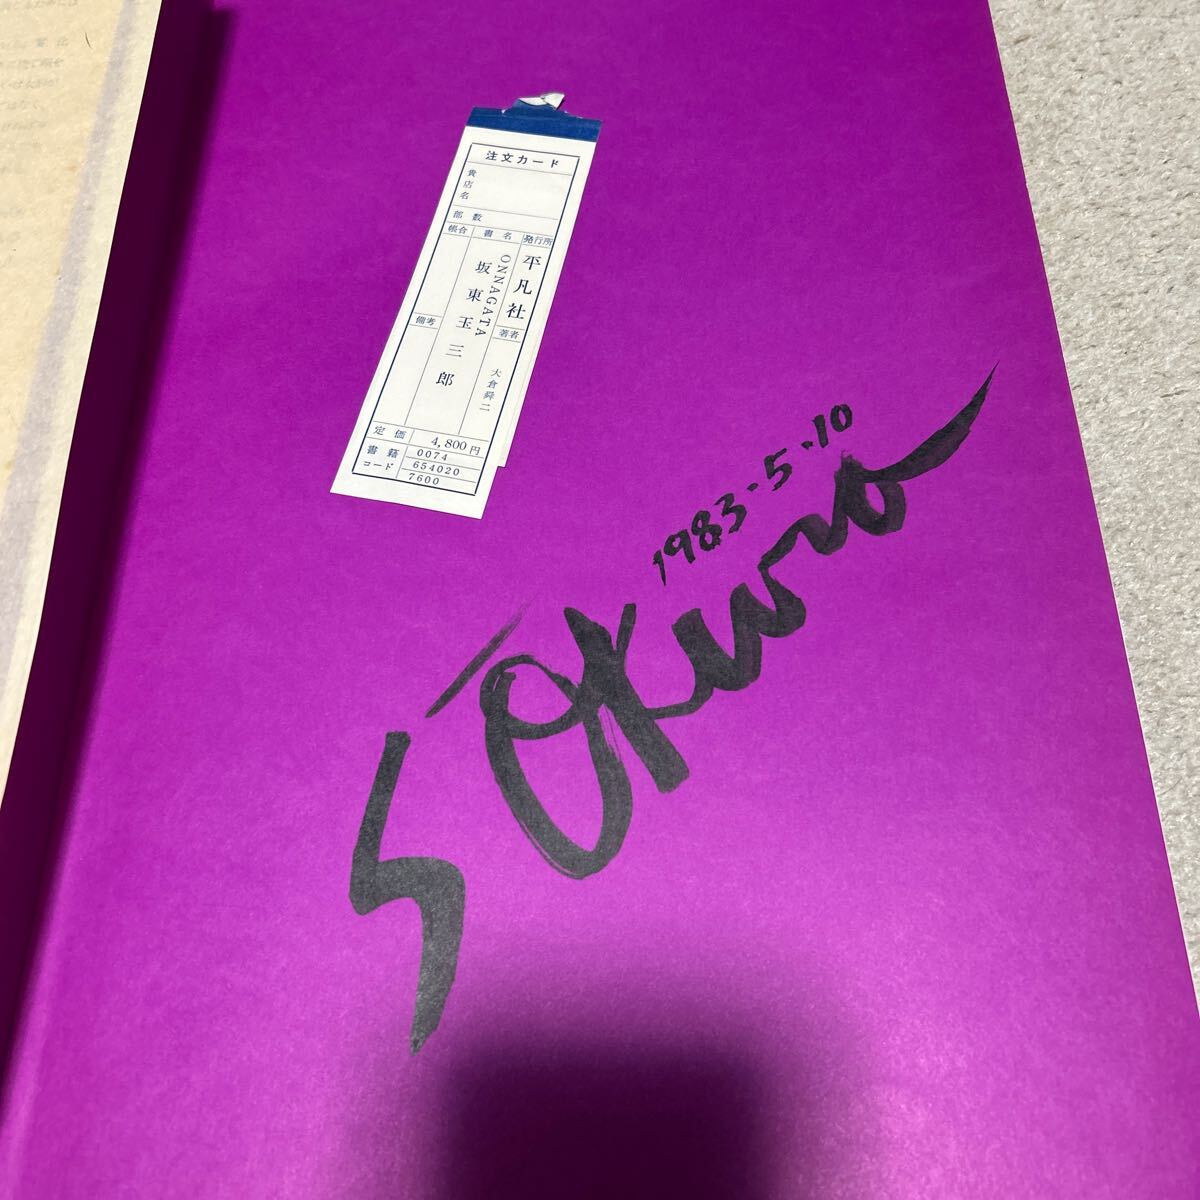 注文カード
貴店名
部数
帳合
書名
発行所
平凡社
ONNAGATA
坂東玉三郎
著者
大倉舜二
備考
定価
4,800円
書籍コード
0074
654020
7600
1983.5.10
S Ōkura